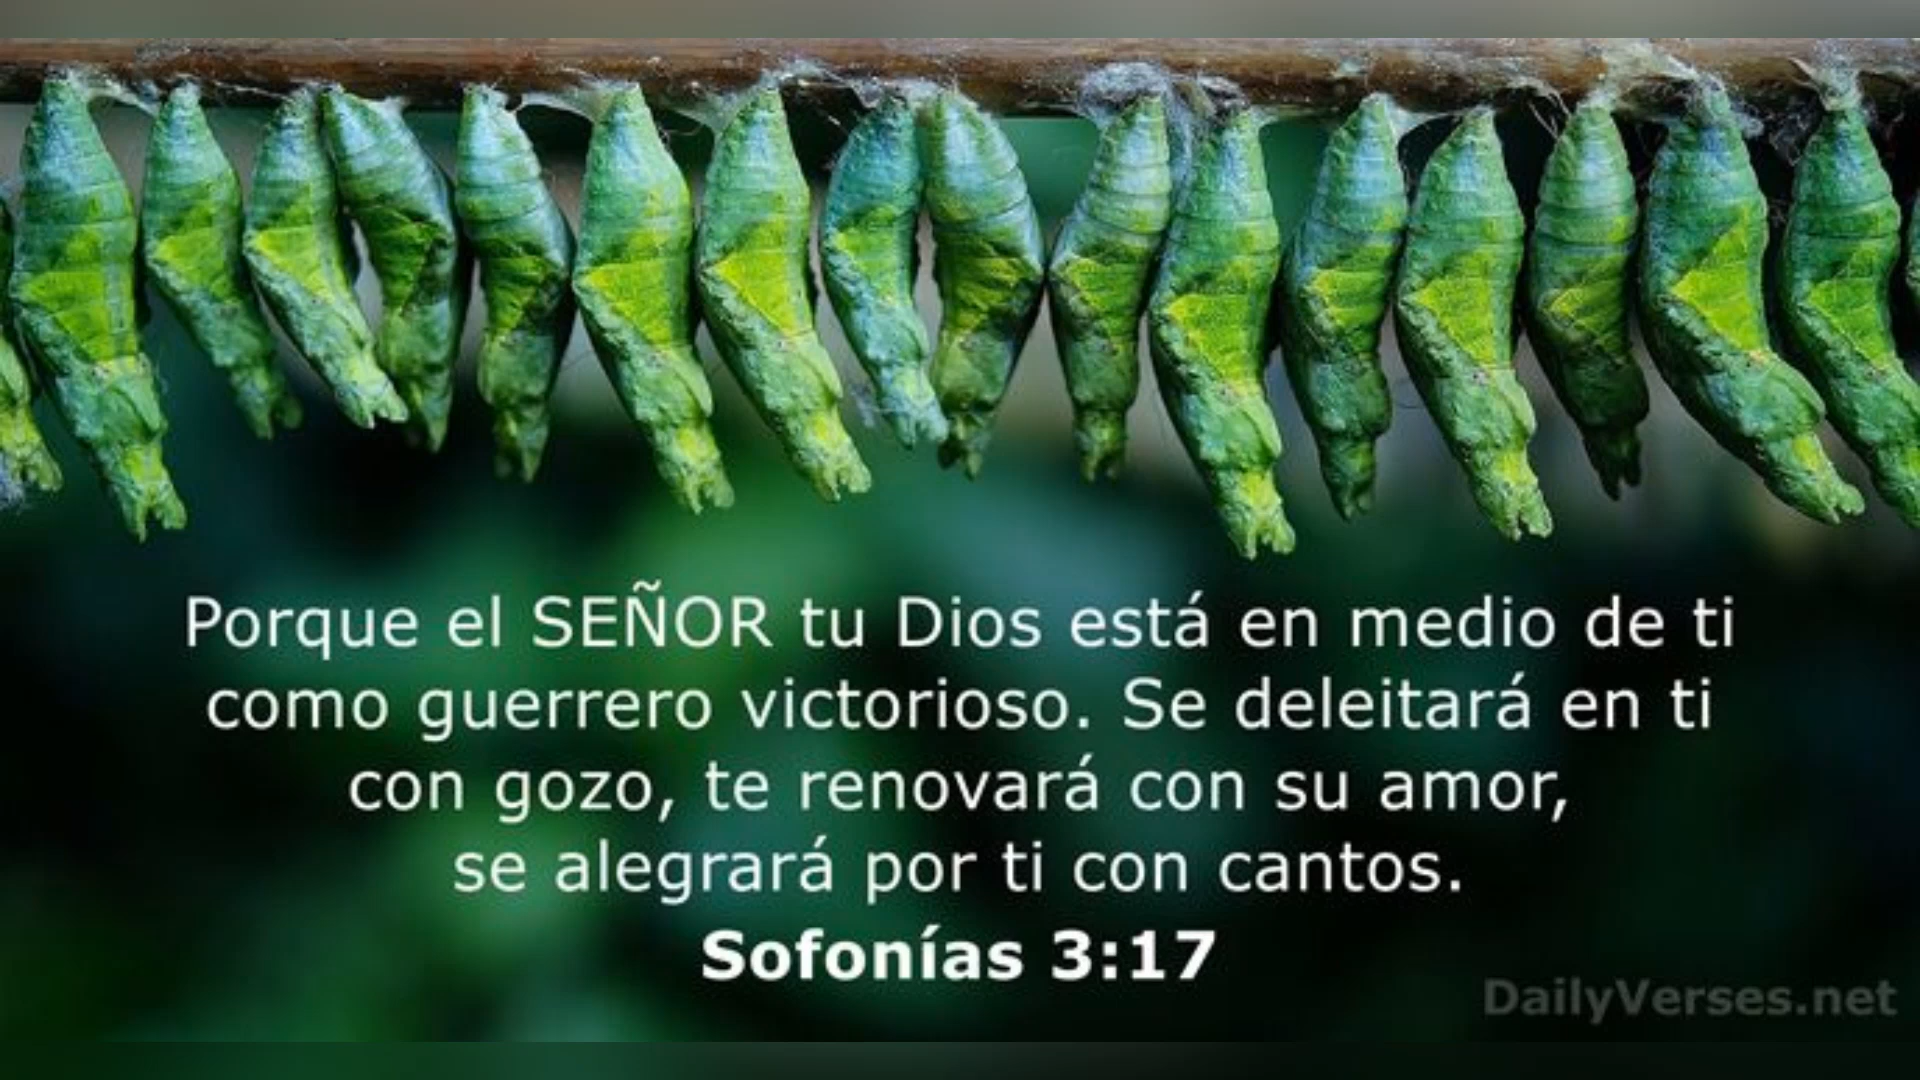 Porque el SEÑOR tu Dios está en medio de ti
como guerrero victorioso. Se deleitará en ti
con gozo, te renovará con su amor,
se alegrará por ti con cantos.
Sofonías 3:17
DailyVerses.net